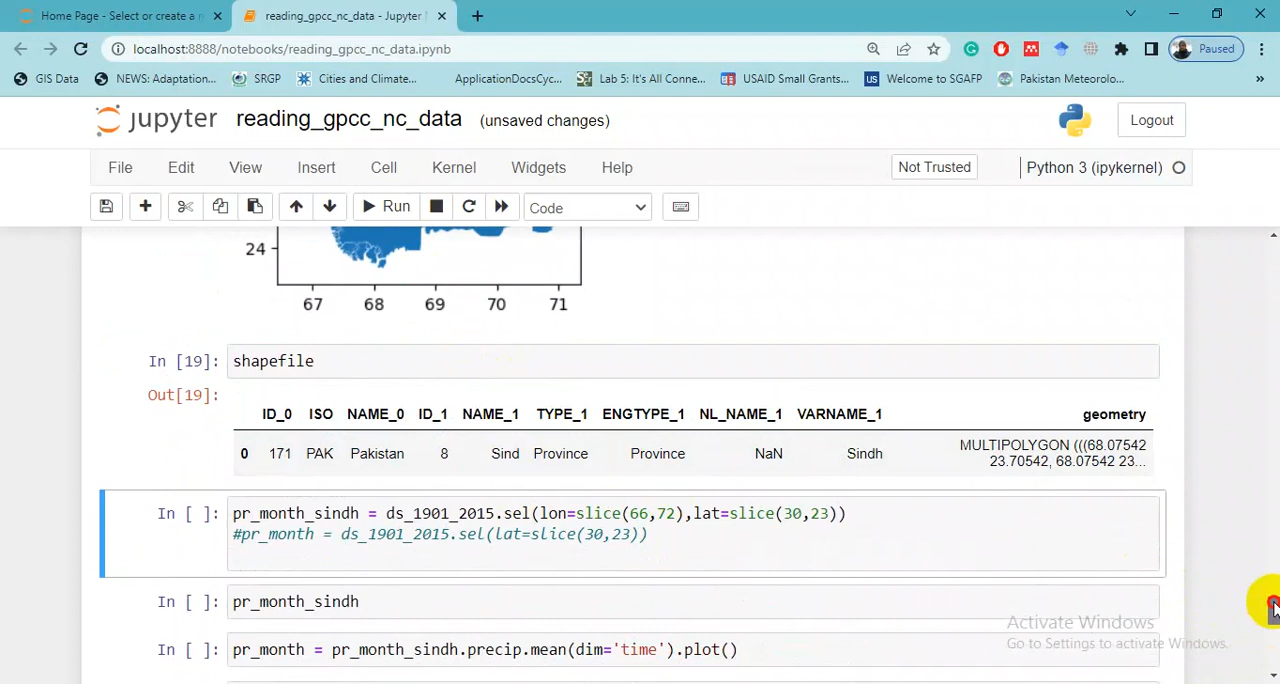 Home Page - Select or create a n
reading_gpcc_nc_data - Jupyter
localhost:8888/notebooks/reading_gpcc_nc_data.ipynb
Paused
GIS Data
NEWS: Adaptation...
SRGP
Cities and Climate...
ApplicationDocsCyc...
Lab 5: It's All Conne...
USAID Small Grants...
US
Welcome to SGAFP
Pakistan Meteorolo...
»
jupyter
reading_gpcc_nc_data
(unsaved changes)
Logout
File Edit View Insert Cell Kernel Widgets Help
Not Trusted
Python 3 (ipykernel)
Run
Code
24
67 68 69 70 71
In [19]: shapefile
Out[19]:
ID_0 ISO NAME_0 ID_1 NAME_1 TYPE_1 ENGTYPE_1 NL_NAME_1 VARNAME_1 geometry
0 171 PAK Pakistan 8 Sind Province Province NaN Sindh MULTIPOLYGON (((68.07542
23.70542, 68.07542 23...
In [ ]: pr_month_sindh = ds_1901_2015.sel(lon=slice(66,72),lat=slice(30,23))
#pr_month = ds_1901_2015.sel(lat=slice(30,23))
In [ ]: pr_month_sindh
In [ ]: pr_month = pr_month_sindh.precip.mean(dim='time').plot()
Activate Windows
Go to Settings to activate Windows.